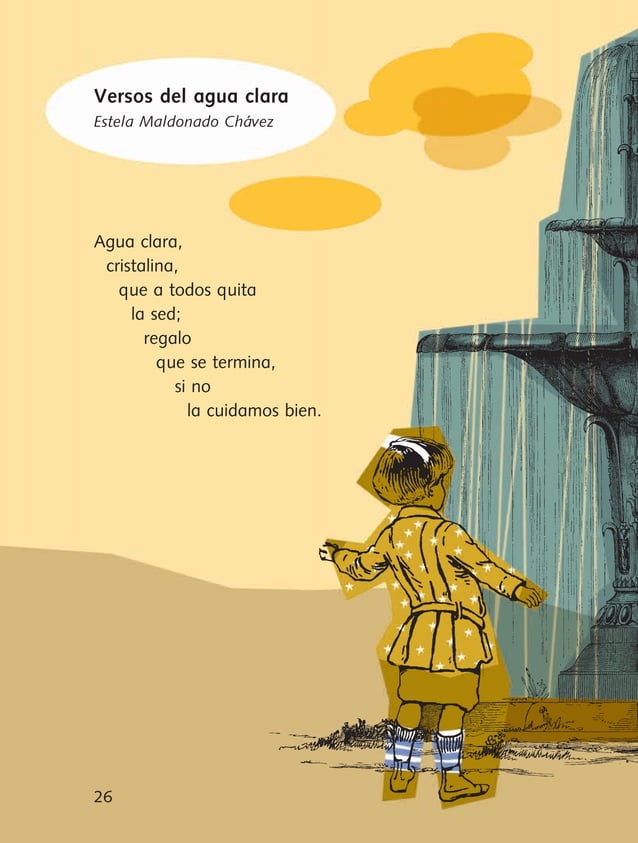 Versos del agua clara
Estela Maldonado Chávez
Agua clara,
cristalina,
que a todos quita
la sed;
regalo
que se termina,
si no
la cuidamos bien.
26